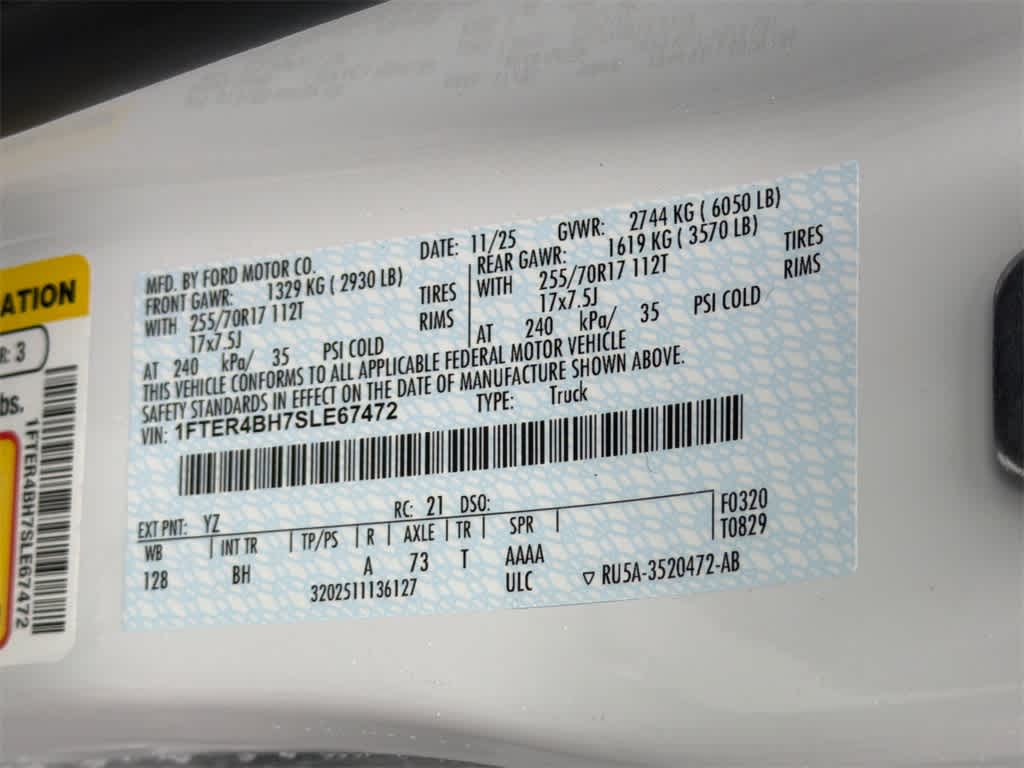 MFD. BY FORD MOTOR CO. DATE: 11/25 GVWR: 2744 KG ( 6050 LB)
FRONT GAWR: 1329 KG ( 2930 LB) REAR GAWR: 1619 KG ( 3570 LB)
WITH 255/70R17 112T TIRES WITH 255/70R17 112T TIRES
17x7.5J RIMS 17x7.5J RIMS
AT 240 kPa/ 35 PSI COLD AT 240 kPa/ 35 PSI COLD
THIS VEHICLE CONFORMS TO ALL APPLICABLE FEDERAL MOTOR VEHICLE
SAFETY STANDARDS IN EFFECT ON THE DATE OF MANUFACTURE SHOWN ABOVE.
VIN: 1FTER4BH7SLE67472 TYPE: Truck
EXT PNT: YZ RC: 21 DSO: F0320
WB INT TR TP/PS R AXLE TR SPR T0829
128 BH A 73 T AAAA
3202511136127 ULC ▽ RU5A-3520472-AB
ATION
R: 3
bs.
1FTER4BH7SLE67472